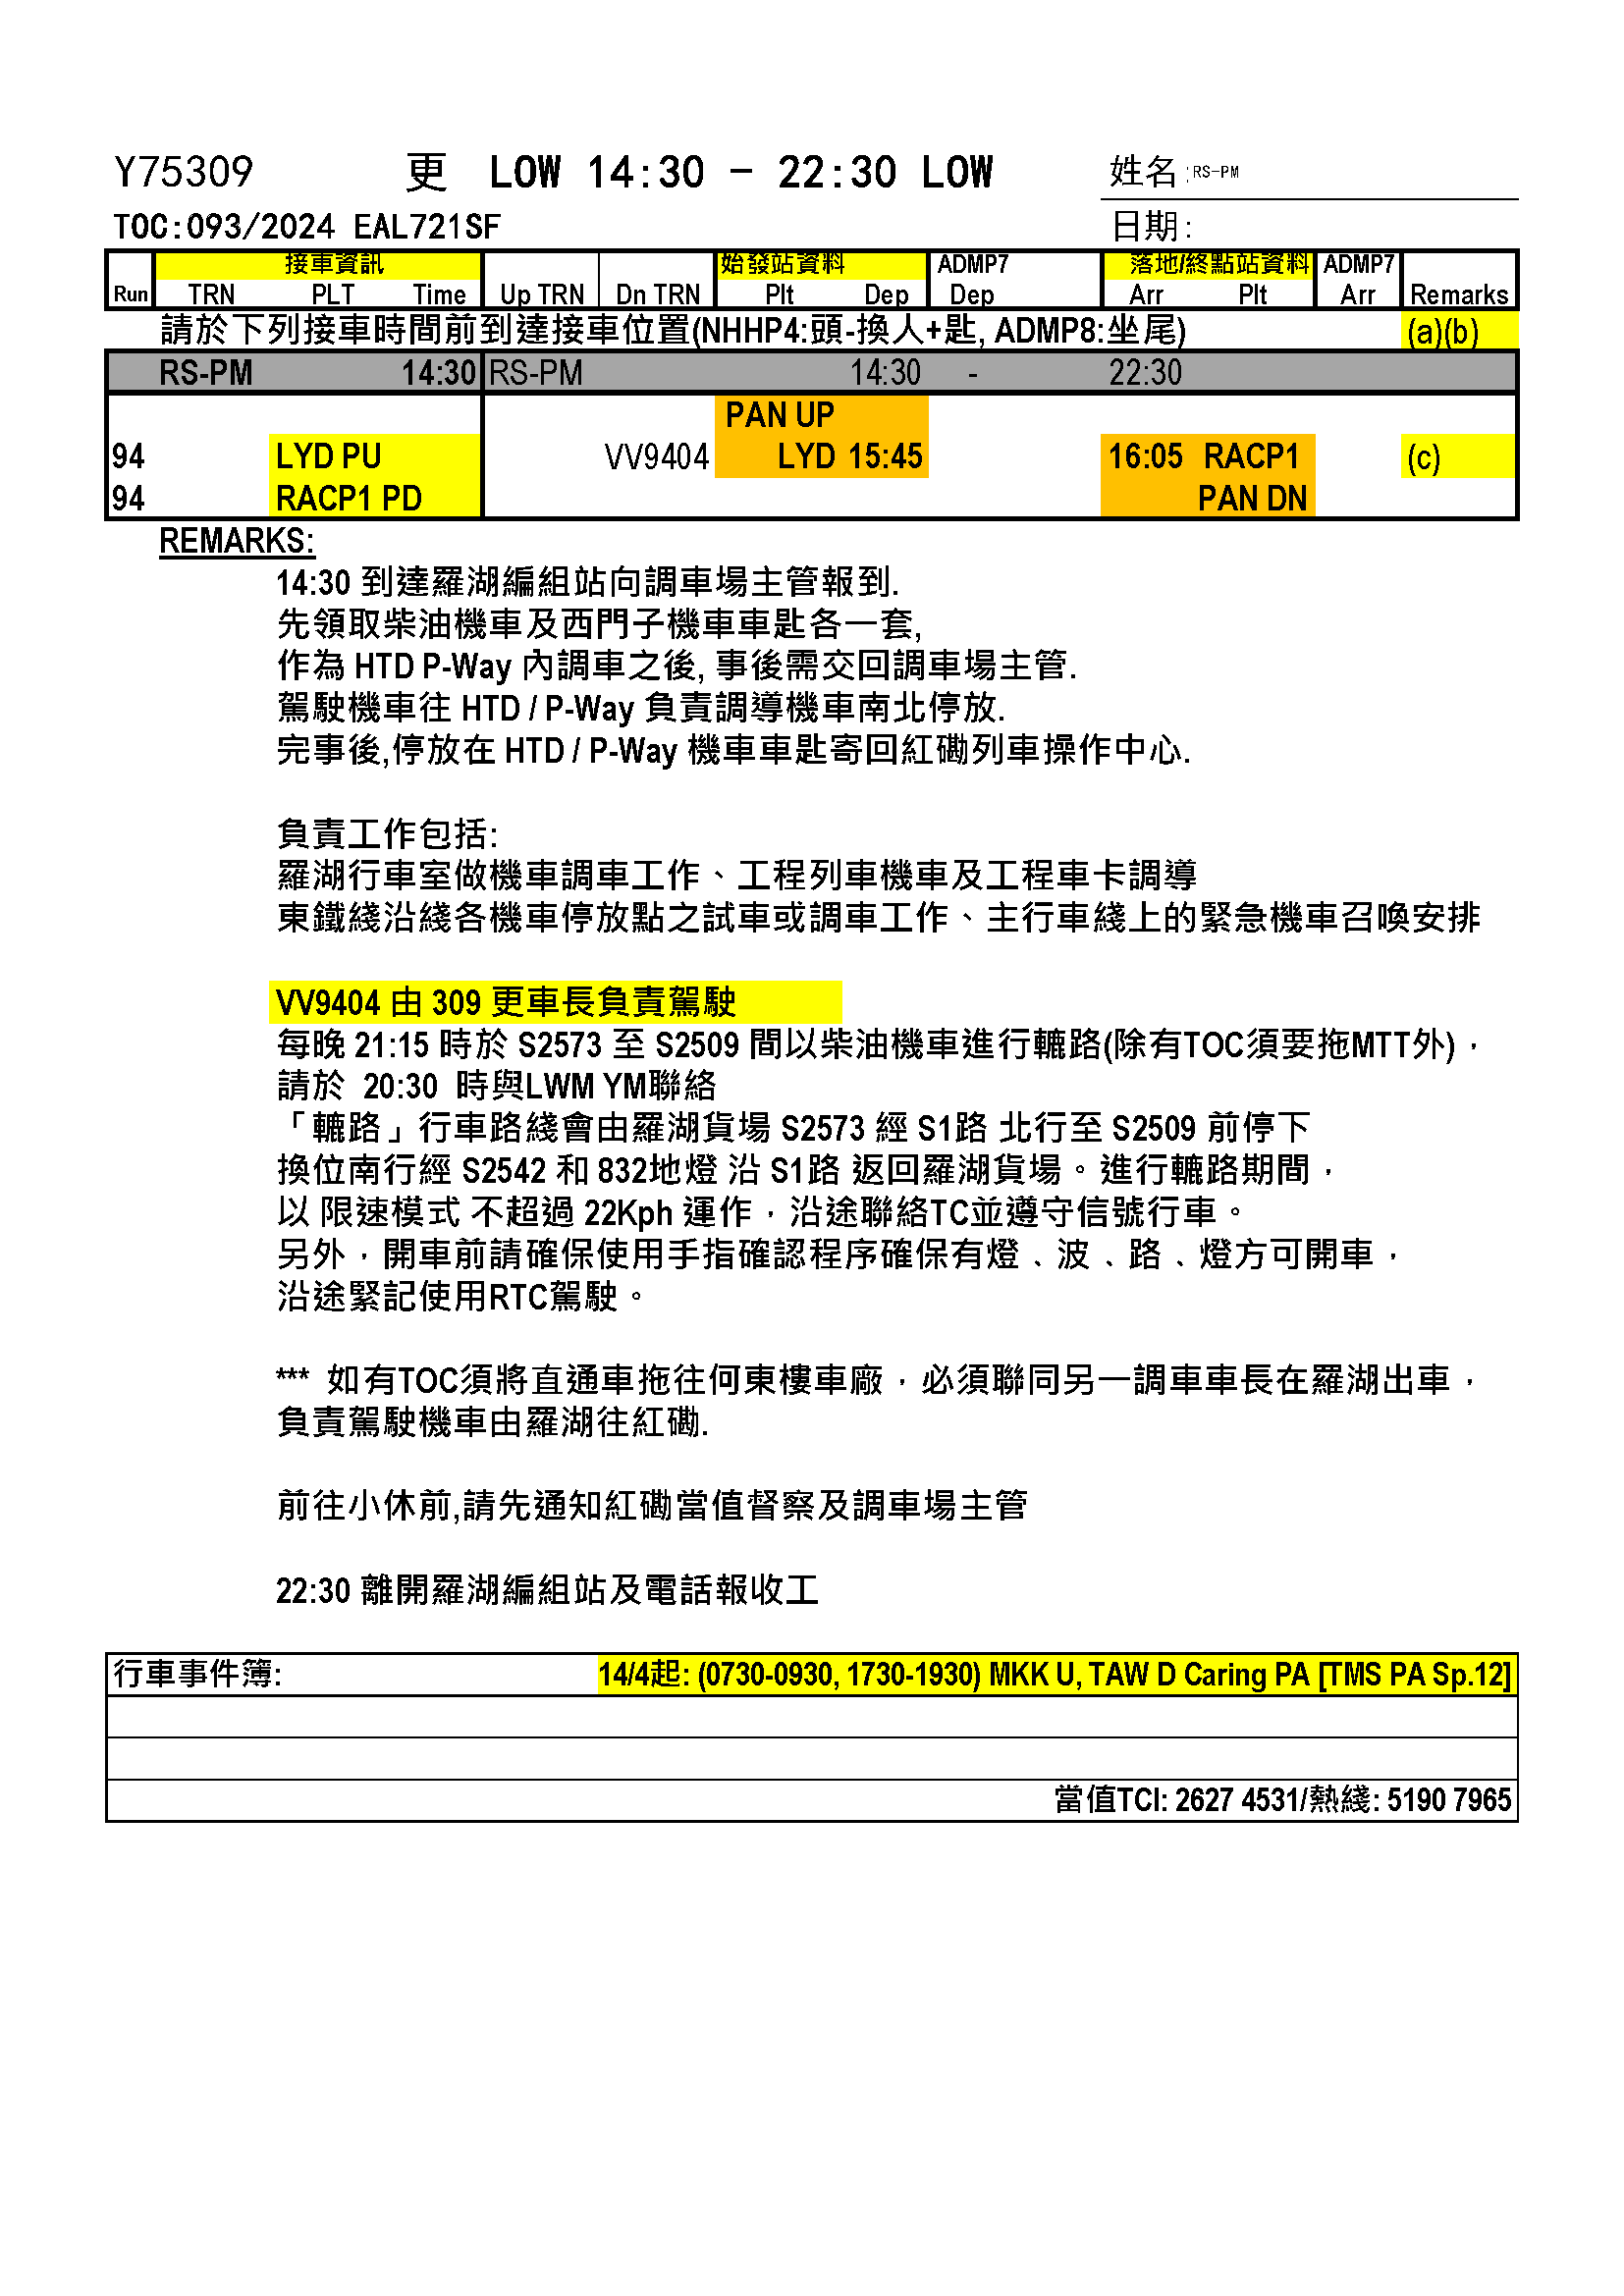 Y75309 更 LOW 14:30 - 22:30 LOW 姓名:RS-PM
TOC:093/2024 EAL721SF 日期:
接車資訊 始發站資料 ADMP7 落地/終點站資料 ADMP7
Run TRN PLT Time Up TRN Dn TRN Plt Dep Dep Arr Plt Arr Remarks
請於下列接車時間前到達接車位置(NHHP4:頭-換人+匙, ADMP8:坐尾) (a)(b)
RS-PM 14:30 RS-PM 14:30 - 22:30
PAN UP
94 LYD PU VV9404 LYD 15:45 16:05 RACP1 (c)
94 RACP1 PD PAN DN
REMARKS:
14:30 到達羅湖編組站向調車場主管報到.
先領取柴油機車及西門子機車車匙各一套,
作為 HTD P-Way 內調車之後, 事後需交回調車場主管.
駕駛機車往 HTD / P-Way 負責調導機車南北停放.
完事後,停放在 HTD / P-Way 機車車匙寄回紅磡列車操作中心.
負責工作包括:
羅湖行車室做機車調車工作、工程列車機車及工程車卡調導
東鐵綫沿綫各機車停放點之試車或調車工作、主行車綫上的緊急機車召喚安排
VV9404 由 309 更車長負責駕駛
每晚 21:15 時於 S2573 至 S2509 間以柴油機車進行轆路(除有TOC須要拖MTT外)，
請於 20:30 時與LWM YM聯絡
「轆路」行車路綫會由羅湖貨場 S2573 經 S1路 北行至 S2509 前停下
換位南行經 S2542 和 832地燈 沿 S1路 返回羅湖貨場。進行轆路期間，
以 限速模式 不超過 22Kph 運作，沿途聯絡TC並遵守信號行車。
另外，開車前請確保使用手指確認程序確保有燈﹑波﹑路﹑燈方可開車，
沿途緊記使用RTC駕駛。
*** 如有TOC須將直通車拖往何東樓車廠，必須聯同另一調車車長在羅湖出車，
負責駕駛機車由羅湖往紅磡.
前往小休前,請先通知紅磡當值督察及調車場主管
22:30 離開羅湖編組站及電話報收工
行車事件簿: 14/4起: (0730-0930, 1730-1930) MKK U, TAW D Caring PA [TMS PA Sp.12]
當值TCI: 2627 4531/熱綫: 5190 7965